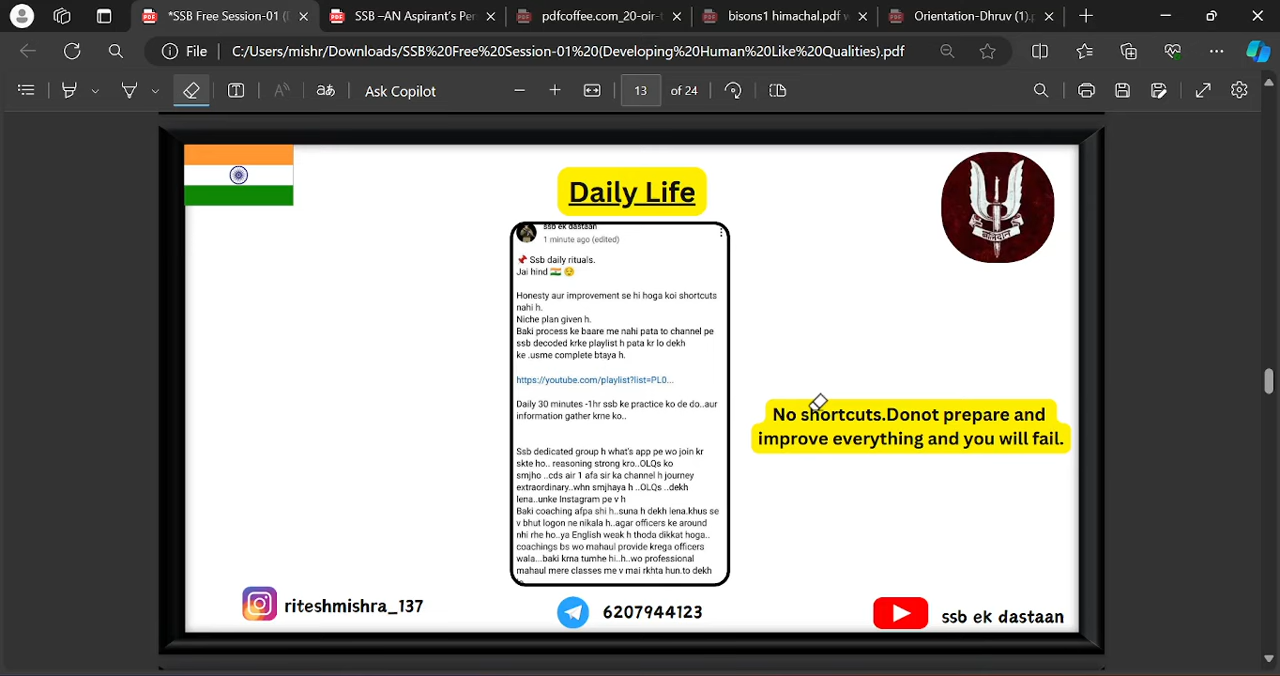 *SSB Free Session-01 (
SSB –AN Aspirant's Per
pdfcoffee.com_20-oir-t
bisons1 himachal.pdf w
Orientation-Dhruv (1).p
File
C:/Users/mishr/Downloads/SSB%20Free%20Session-01%20(Developing%20Human%20Like%20Qualities).pdf
Ask Copilot
13 of 24
Daily Life
ssb ek dastaan
1 minute ago (edited)
📌 Ssb daily rituals.
Jai hind 🇮🇳 😌
Honesty aur improvement se hi hoga koi shortcuts
nahi h.
Niche plan given h.
Baki process ke baare me nahi pata to channel pe
ssb decoded krke playlist h pata kr lo dekh
ke .usme complete btaya h.
https://youtube.com/playlist?list=PL0...
Daily 30 minutes -1hr ssb ke practice ko de do..aur
information gather krne ko..
Ssb dedicated group h what's app pe wo join kr
skte ho.. reasoning strong kro..OLQs ko
smjho ..cds air 1 afa sir ka channel h journey
extraordinary..whn smjhaya h ..OLQs ..dekh
lena..unke Instagram pe v h
Baki coaching afpa shi h..suna h dekh lena.khus se
v bhut logon ne nikala h..agar officers ke around
nhi rhe ho..ya English weak h thoda dikkat hoga..
coachings bs wo mahaul provide krega officers
wala...baki krna tumhe hi..h..wo professional
mahaul mere classes me v mai rkhta hun.to dekh
No shortcuts.Donot prepare and
improve everything and you will fail.
बलिदान
riteshmishra_137
6207944123
ssb ek dastaan